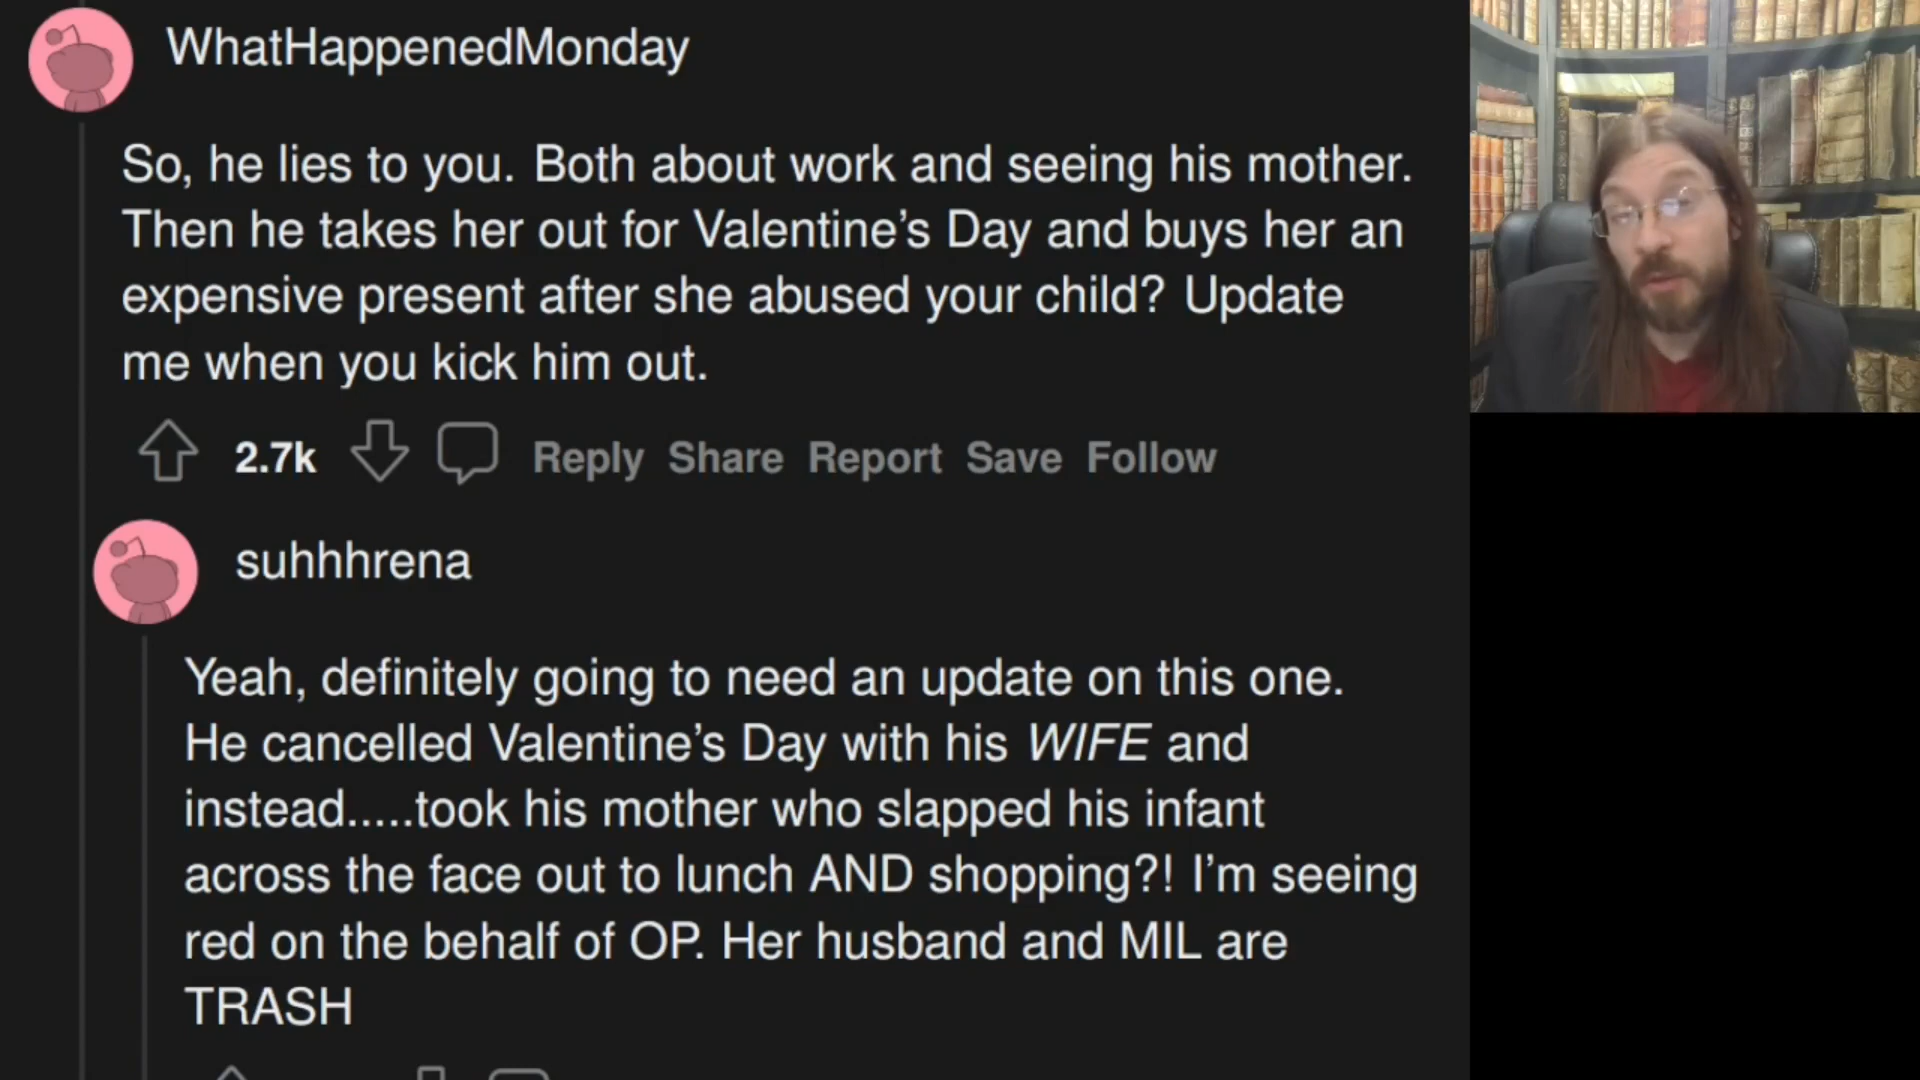 WhatHappenedMonday
So, he lies to you. Both about work and seeing his mother.
Then he takes her out for Valentine’s Day and buys her an
expensive present after she abused your child? Update
me when you kick him out.
2.7k Reply Share Report Save Follow
suhhhrena
Yeah, definitely going to need an update on this one.
He cancelled Valentine’s Day with his WIFE and
instead.....took his mother who slapped his infant
across the face out to lunch AND shopping?! I’m seeing
red on the behalf of OP. Her husband and MIL are
TRASH